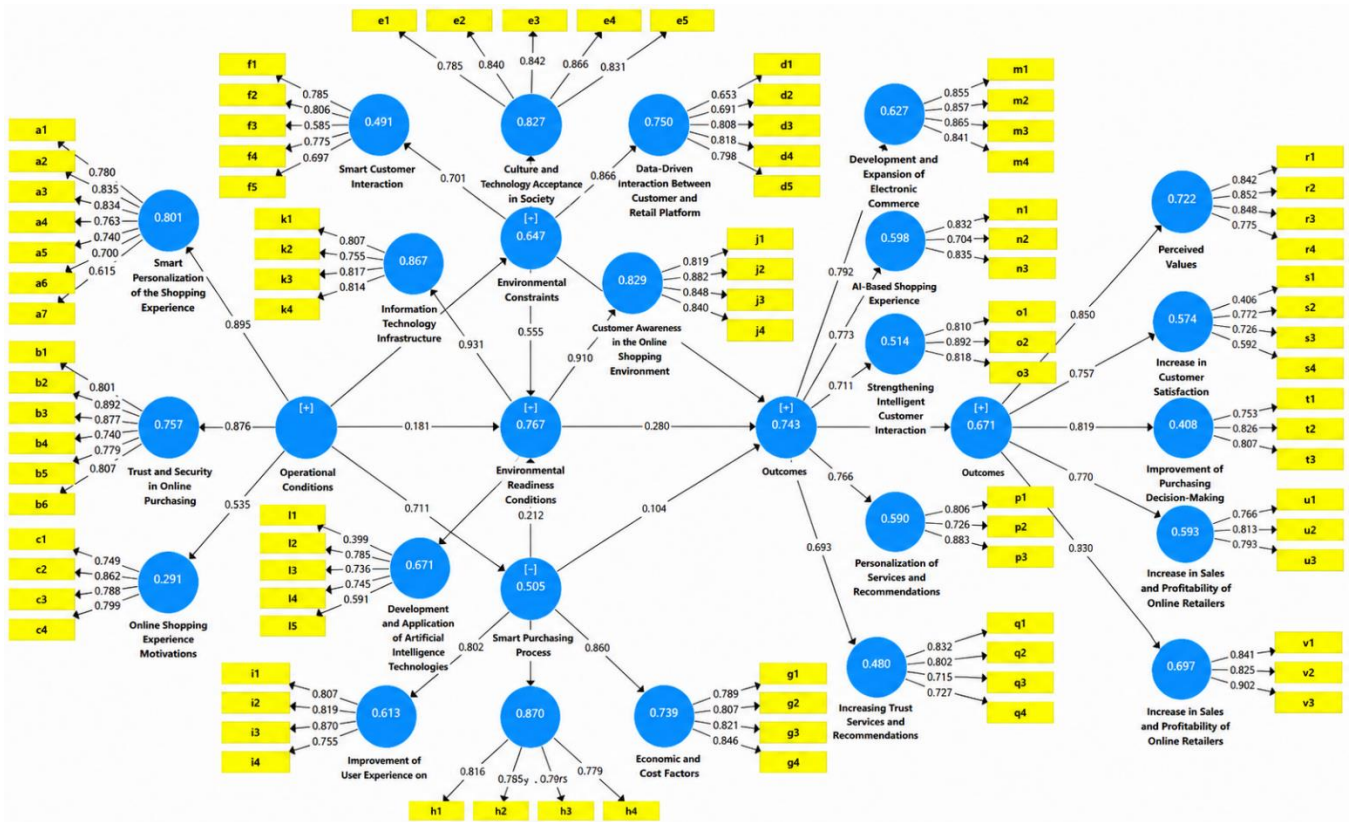 e1
e2
e3
e4
e5
0.785
0.840
0.842
0.866
0.831
f1
f2
f3
f4
f5
0.785
0.806
0.585
0.775
0.697
0.491
Smart Customer
Interaction
0.827
Culture and
Technology Acceptance
in Society
0.750
Data-Driven
Interaction Between
Customer and
Retail Platform
d1
d2
d3
d4
d5
0.653
0.691
0.808
0.818
0.798
0.627
Development and
Expansion of
Electronic
Commerce
m1
m2
m3
m4
0.855
0.857
0.865
0.841
a1
a2
a3
a4
a5
a6
a7
0.780
0.835
0.834
0.763
0.740
0.700
0.615
0.801
Smart
Personalization
of the Shopping
Experience
0.701
0.866
[+]
0.647
Environmental
Constraints
k1
k2
k3
k4
0.807
0.755
0.817
0.814
0.867
Information
Technology
Infrastructure
0.829
Customer Awareness
in the Online
Shopping
Environment
j1
j2
j3
j4
0.819
0.882
0.848
0.840
0.598
AI-Based Shopping
Experience
n1
n2
n3
0.832
0.704
0.835
0.722
Perceived
Values
r1
r2
r3
r4
0.842
0.852
0.848
0.775
0.895
0.931
0.555
0.910
0.792
0.773
0.711
0.514
Strengthening
Intelligent
Customer
Interaction
o1
o2
o3
0.810
0.892
0.818
0.850
0.757
0.574
Increase in
Customer
Satisfaction
s1
s2
s3
s4
0.406
0.772
0.726
0.592
b1
b2
b3
b4
b5
b6
0.801
0.892
0.877
0.740
0.779
0.807
0.757
Trust and Security
in Online
Purchasing
0.876
[+]
Operational
Conditions
0.181
[+]
0.767
Environmental
Readiness
Conditions
0.280
[+]
0.743
Outcomes
[+]
0.671
Outcomes
0.819
0.408
Improvement of
Purchasing
Decision-Making
t1
t2
t3
0.753
0.826
0.807
0.535
0.711
0.212
0.104
0.766
0.693
0.770
0.930
c1
c2
c3
c4
0.749
0.862
0.788
0.799
0.291
Online Shopping
Experience
Motivations
l1
l2
l3
l4
l5
0.399
0.785
0.736
0.745
0.591
0.671
Development
and Application
of Artificial
Intelligence
Technologies
[-]
0.505
Smart Purchasing
Process
0.590
Personalization of
Services and
Recommendations
p1
p2
p3
0.806
0.726
0.883
0.593
Increase in Sales
and Profitability of
Online Retailers
u1
u2
u3
0.766
0.813
0.793
0.802
0.860
i1
i2
i3
i4
0.807
0.819
0.870
0.755
0.613
Improvement of
User Experience on
0.870
0.816
0.785y
.0.79rs
0.779
h1
h2
h3
h4
0.739
Economic and
Cost Factors
g1
g2
g3
g4
0.789
0.807
0.821
0.846
0.480
Increasing Trust
Services and
Recommendations
q1
q2
q3
q4
0.832
0.802
0.715
0.727
0.697
Increase in Sales
and Profitability of
Online Retailers
v1
v2
v3
0.841
0.825
0.902